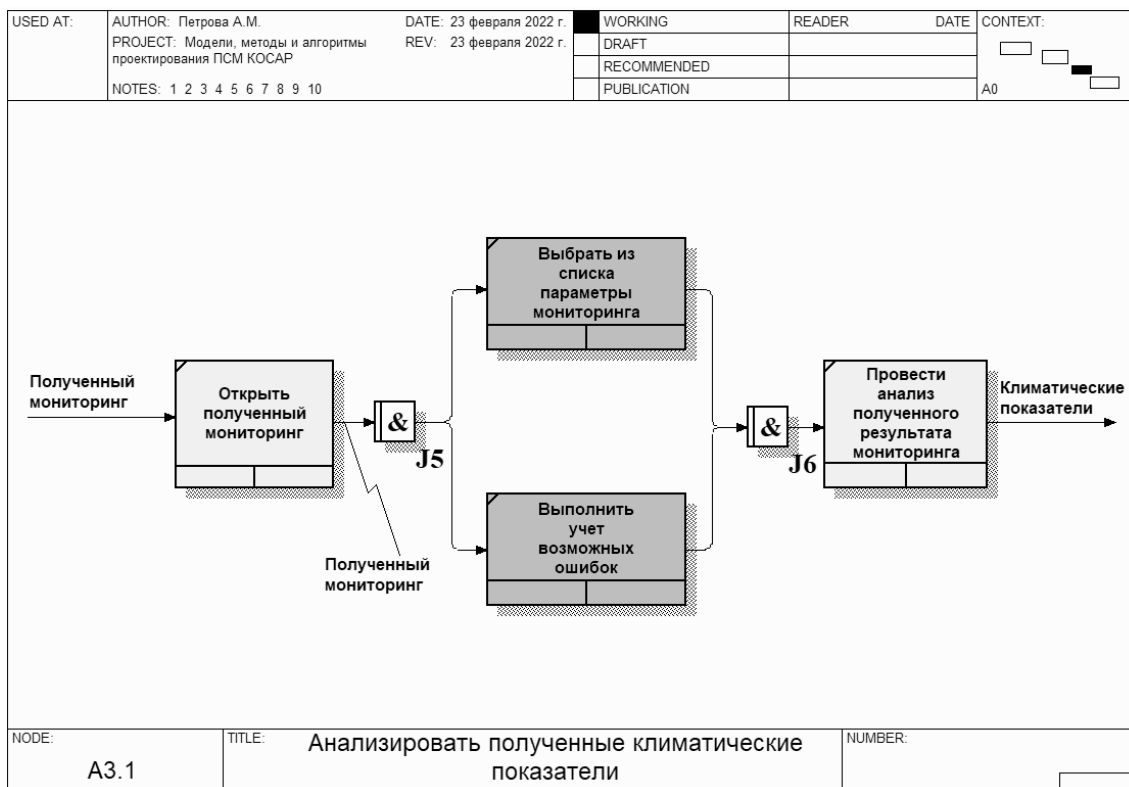 USED AT:
AUTHOR: Петрова А.М.
DATE: 23 февраля 2022 г.
PROJECT: Модели, методы и алгоритмы
проектирования ПСМ КОСАР
REV: 23 февраля 2022 г.
NOTES: 1 2 3 4 5 6 7 8 9 10
WORKING
DRAFT
RECOMMENDED
PUBLICATION
READER DATE
CONTEXT:
A0
Полученный
мониторинг
Открыть
полученный
мониторинг
Полученный
мониторинг
&
J5
Выбрать из
списка
параметры
мониторинга
Выполнить
учет
возможных
ошибок
&
J6
Провести
анализ
полученного
результата
мониторинга
Климатические
показатели
NODE:
А3.1
TITLE:
Анализировать полученные климатические
показатели
NUMBER: